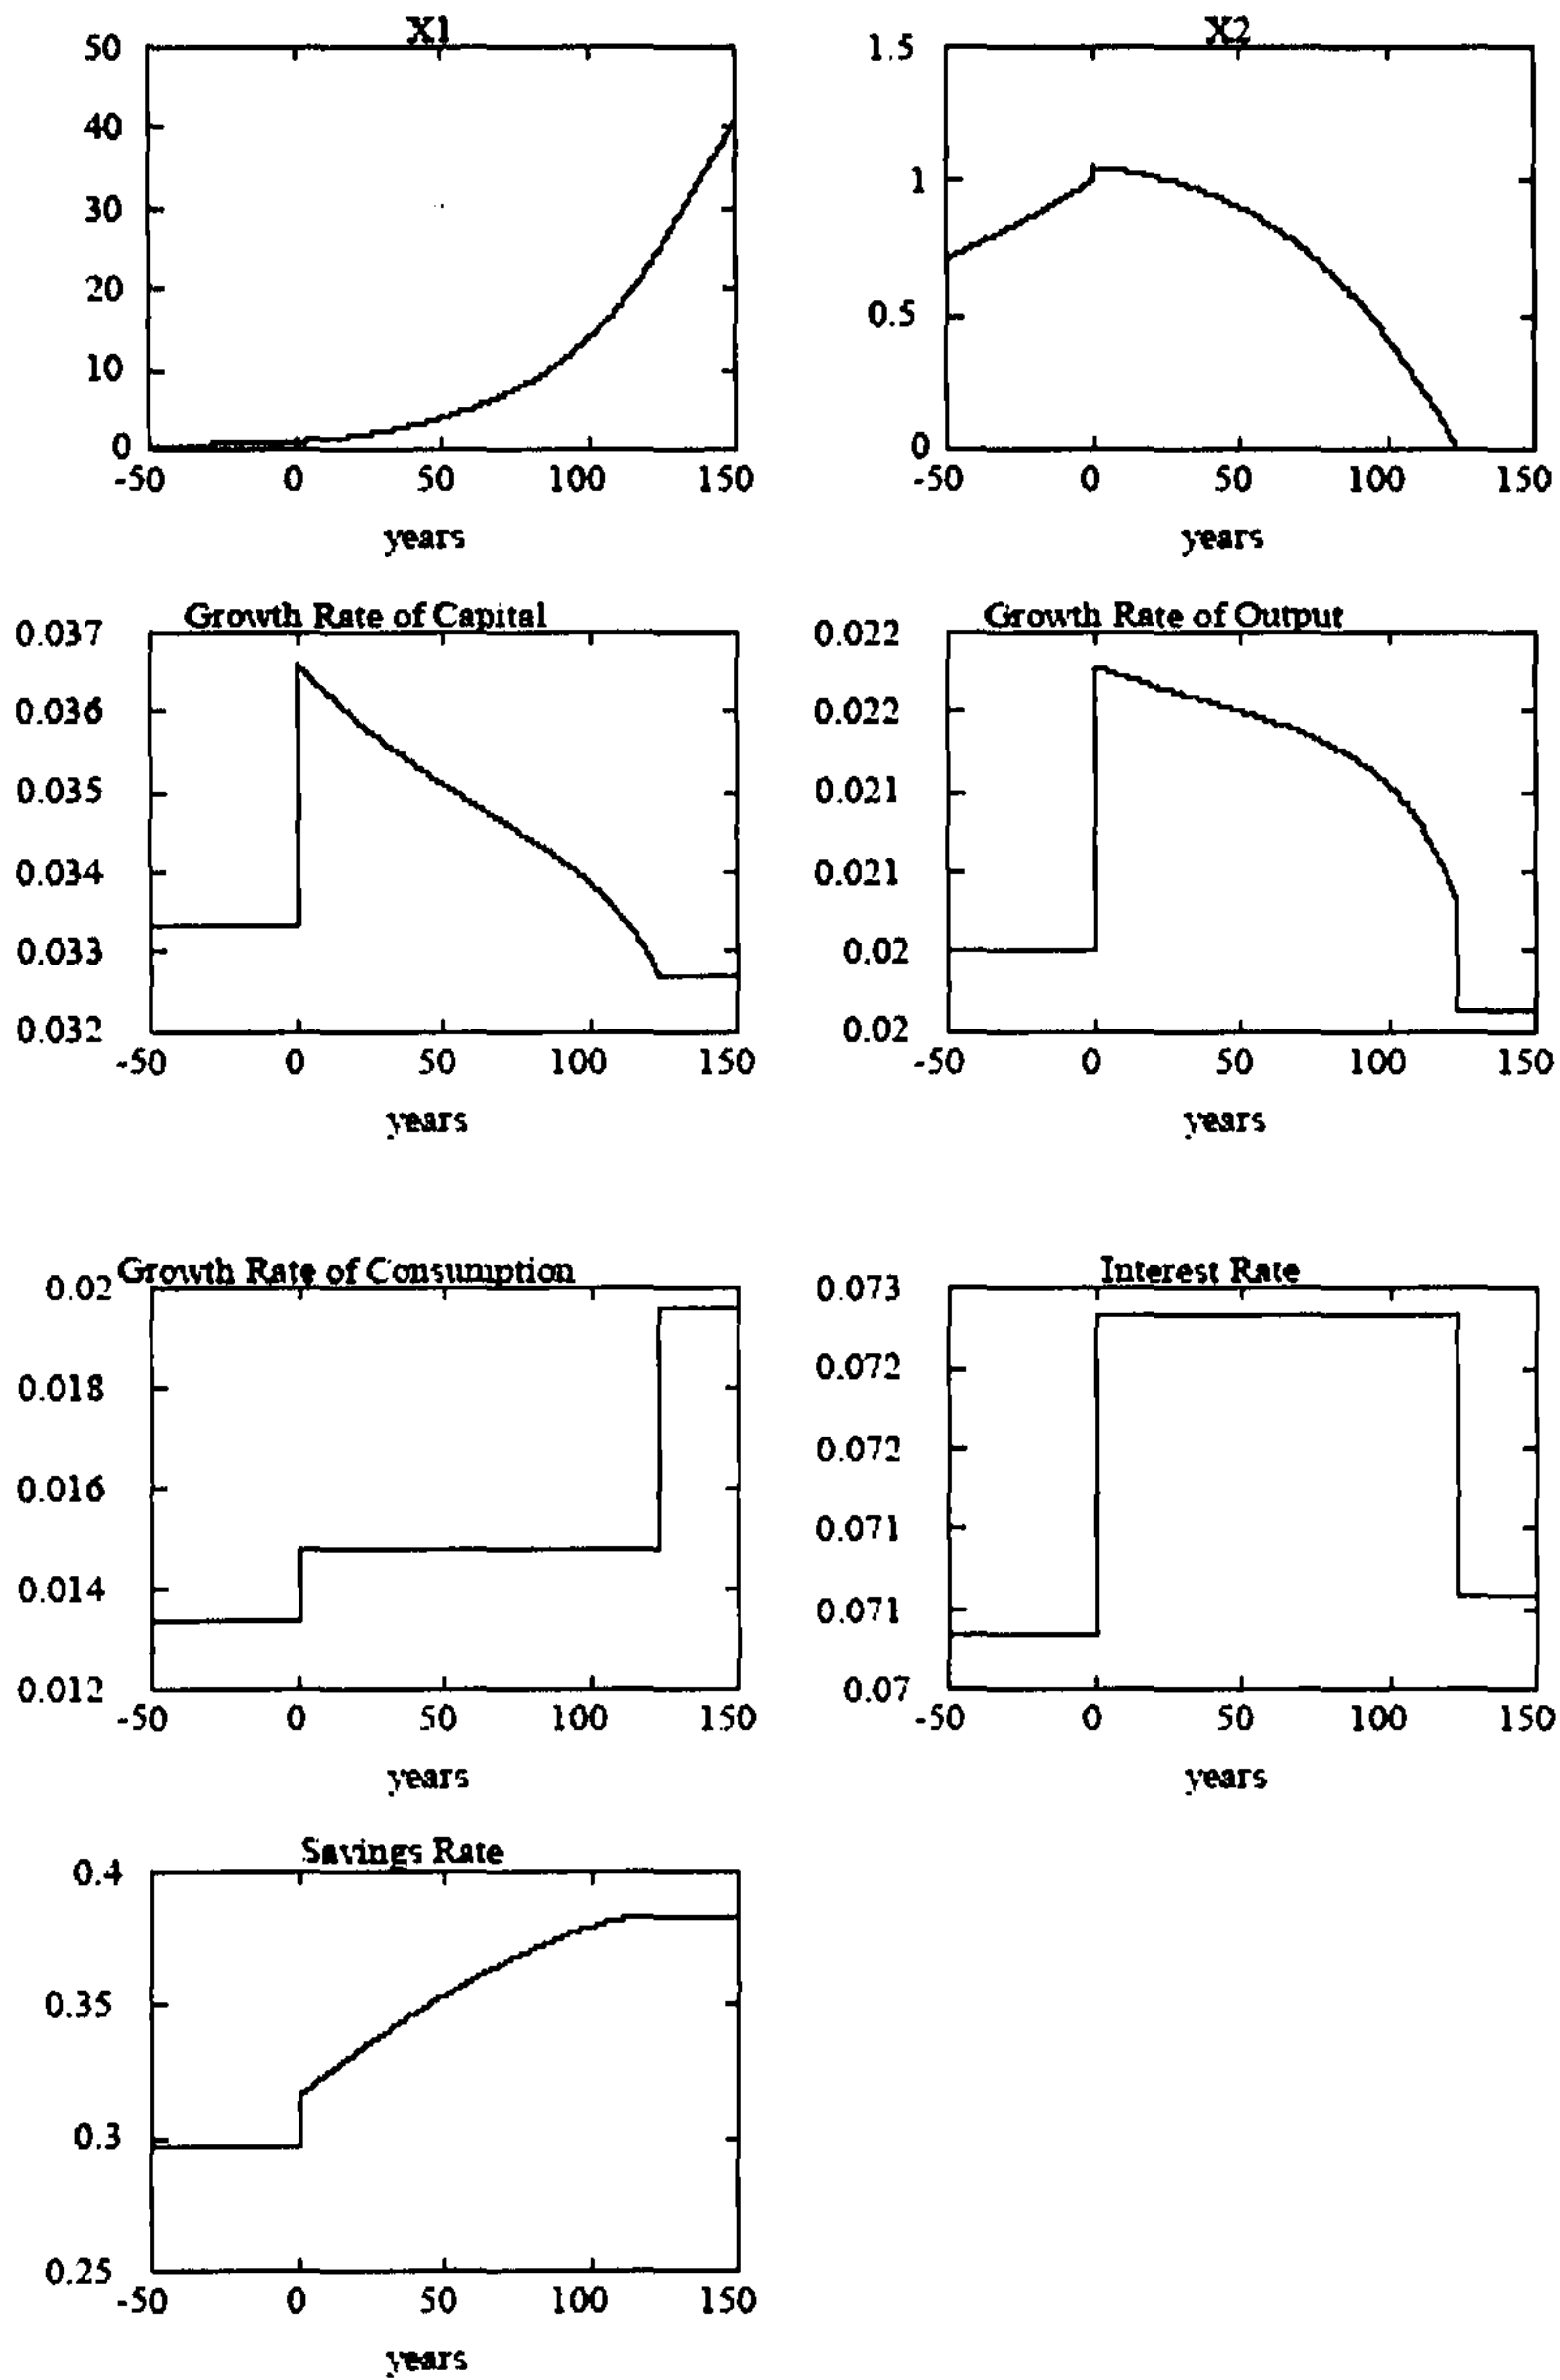 X1
50
40
30
20
10
0
-50 0 50 100 150
years
X2
1.5
1
0.5
0
-50 0 50 100 150
years
Growth Rate of Capital
0.037
0.036
0.035
0.034
0.033
0.032
-50 0 50 100 150
years
Growth Rate of Output
0.022
0.022
0.021
0.021
0.02
0.02
-50 0 50 100 150
years
Growth Rate of Consumption
0.02
0.018
0.016
0.014
0.012
-50 0 50 100 150
years
Interest Rate
0.073
0.072
0.072
0.071
0.071
0.07
-50 0 50 100 150
years
Savings Rate
0.4
0.35
0.3
0.25
-50 0 50 100 150
years